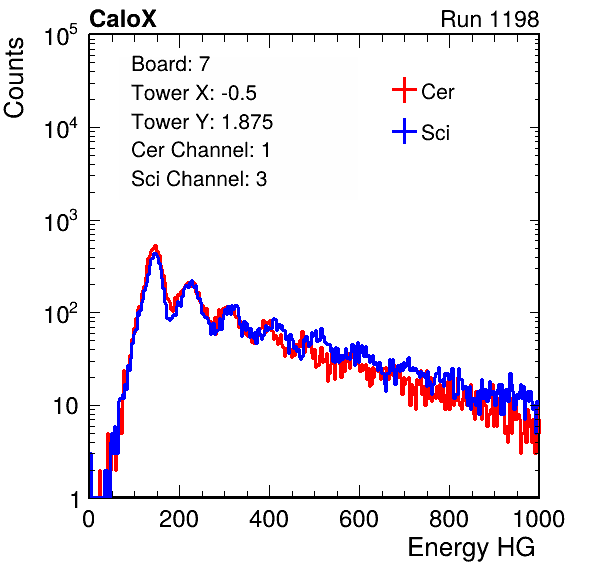 CaloX Run 1198
Counts
10^5
10^4
10^3
10^2
10
1
Board: 7
Tower X: -0.5
Tower Y: 1.875
Cer Channel: 1
Sci Channel: 3
Cer
Sci
0 200 400 600 800 1000
Energy HG